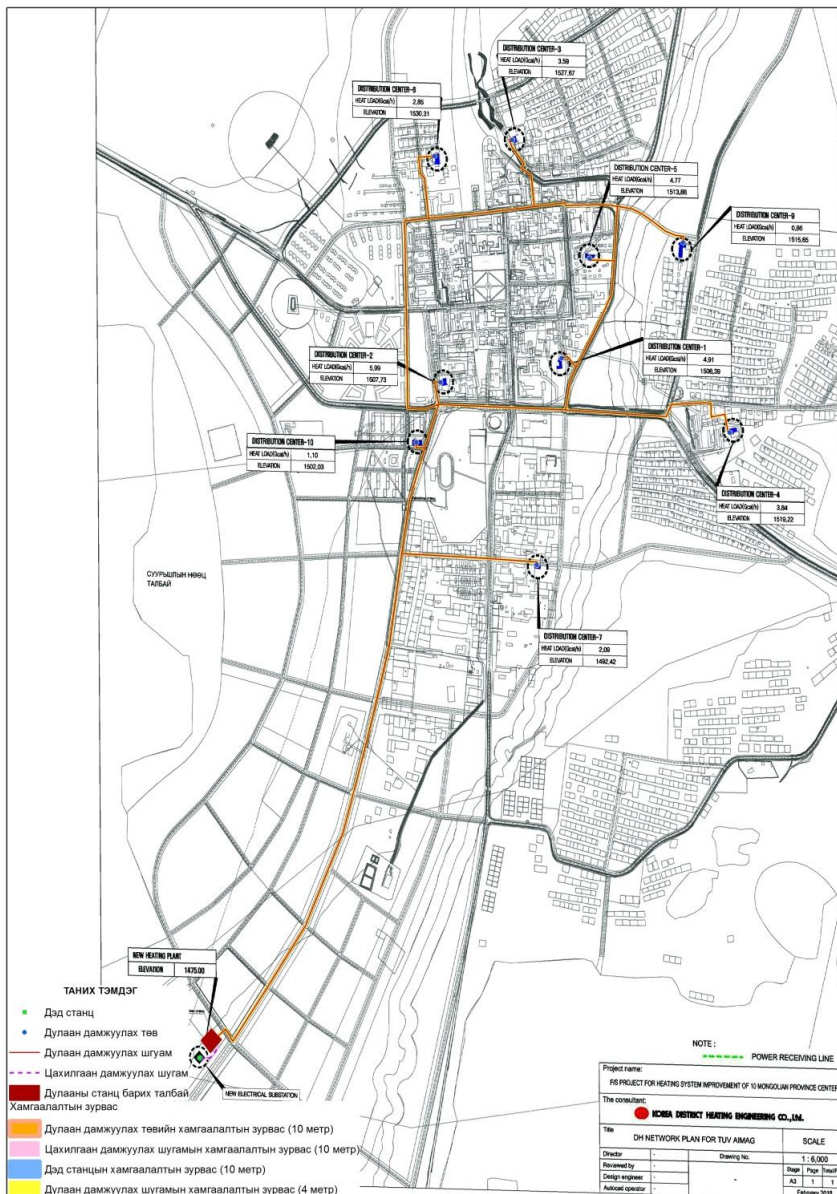 DISTRIBUTION CENTER-3
HEAT LOAD(Gcal/h) 3,59
ELEVATION 1527,67
DISTRIBUTION CENTER-6
HEAT LOAD(Gcal/h) 2,85
ELEVATION 1530,31
DISTRIBUTION CENTER-5
HEAT LOAD(Gcal/h) 4,77
ELEVATION 1513,86
DISTRIBUTION CENTER-9
HEAT LOAD(Gcal/h) 0,86
ELEVATION 1515,65
DISTRIBUTION CENTER-1
HEAT LOAD(Gcal/h) 4,91
ELEVATION 1506,39
DISTRIBUTION CENTER-2
HEAT LOAD(Gcal/h) 5,99
ELEVATION 1507,73
DISTRIBUTION CENTER-10
HEAT LOAD(Gcal/h) 1,10
ELEVATION 1502,03
DISTRIBUTION CENTER-4
HEAT LOAD(Gcal/h) 3,84
ELEVATION 1519,22
СУУРЬШЛЫН НӨӨЦ
ТАЛБАЙ
DISTRIBUTION CENTER-7
HEAT LOAD(Gcal/h) 2,09
ELEVATION 1492,42
NEW HEATING PLANT
ELEVATION 1475.00
NEW ELECTRICAL SUBSTATION
ТАНИХ ТЭМДЭГ
Дэд станц
Дулаан дамжуулах төв
Дулаан дамжуулах шгуам
Цахилгаан дамжуулах шугам
Дулааны станц барих талбай
Хамгаалалтын зурвас
Дулаан дамжуулах төвийн хамгаалалтын зурвас (10 метр)
Цахилгаан дамжуулах шугамын хамгаалалтын зурвас (10 метр)
Дэд станцын хамгаалалтын зурвас (10 метр)
Дулаан дамжуулах шугамын хамгаалалтын зурвас (4 метр)
NOTE :
POWER RECEIVING LINE
Project name:
F/S PROJECT FOR HEATING SYSTEM IMPROVEMENT OF 10 MONGOLIAN PROVINCE CENTER
The consultant:
KOREA DISTRICT HEATING ENGINEERING CO.,Ltd.
Title
DH NETWORK PLAN FOR TUV AIMAG
SCALE
1 : 6,000
Director - Drawing No.
Reviewed by -
Design engineer -
Autocad operator -
Stage Page
A3 1